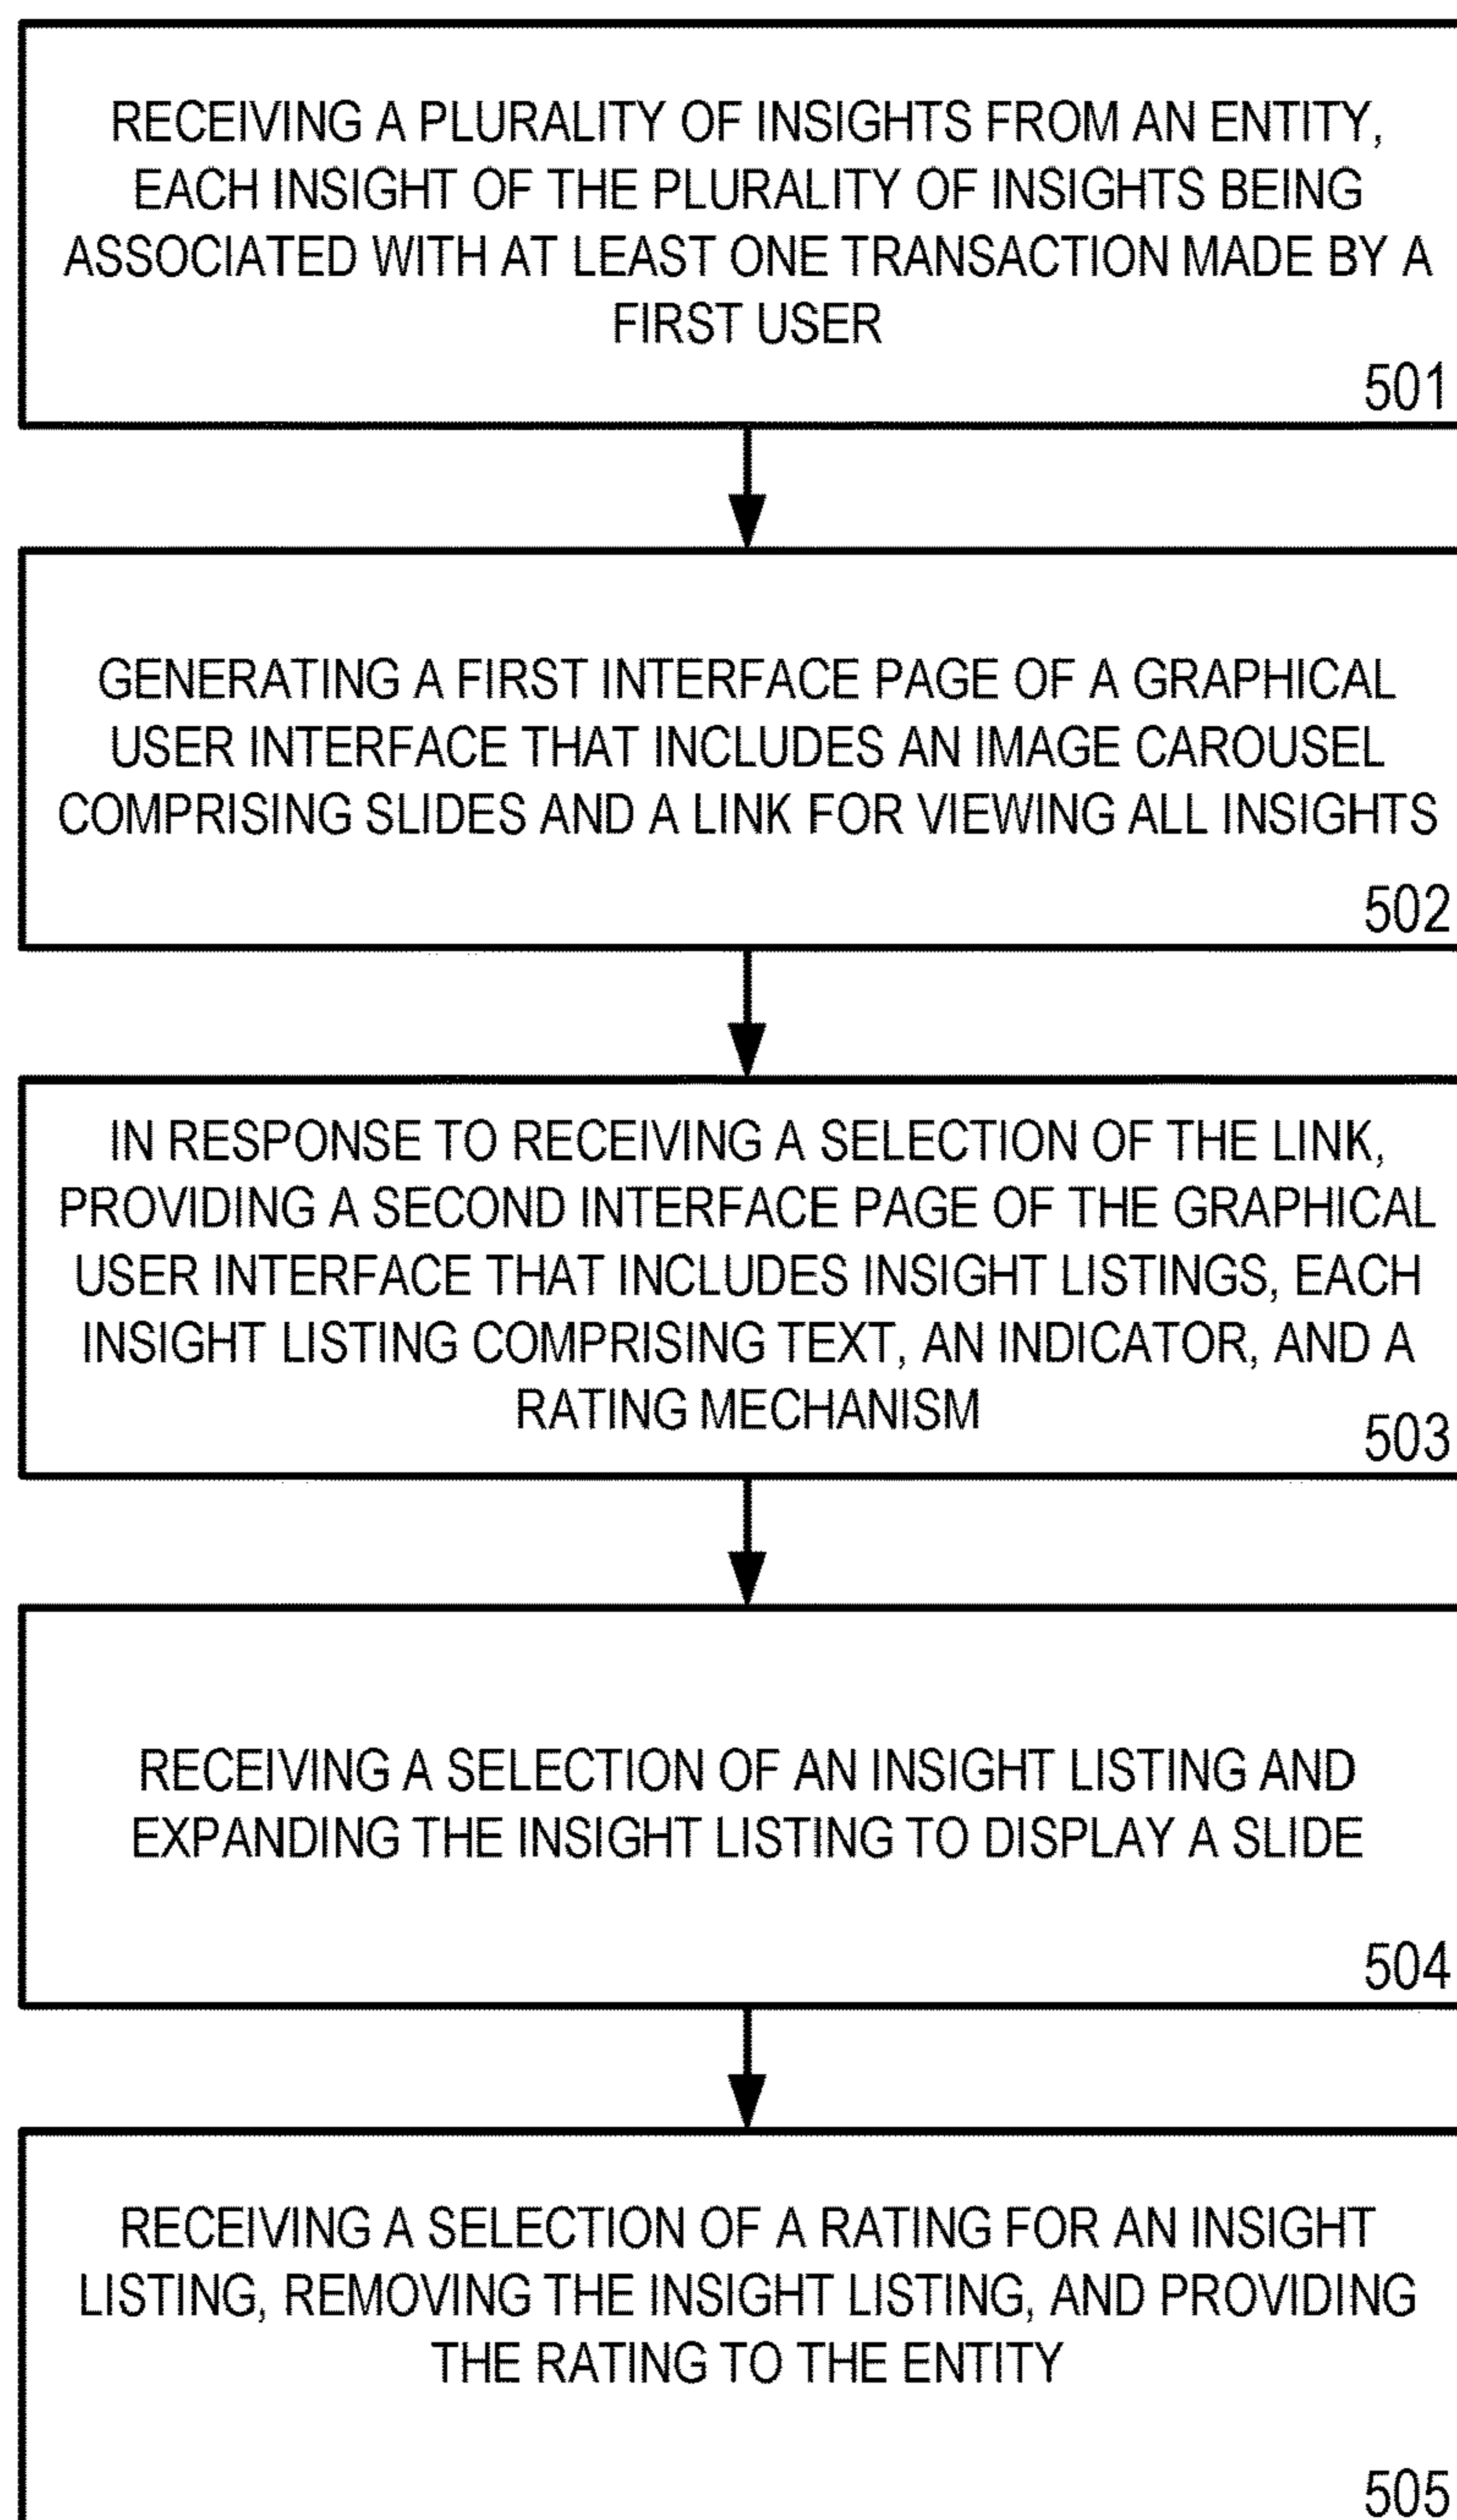 RECEIVING A PLURALITY OF INSIGHTS FROM AN ENTITY,
EACH INSIGHT OF THE PLURALITY OF INSIGHTS BEING
ASSOCIATED WITH AT LEAST ONE TRANSACTION MADE BY A
FIRST USER
501
GENERATING A FIRST INTERFACE PAGE OF A GRAPHICAL
USER INTERFACE THAT INCLUDES AN IMAGE CAROUSEL
COMPRISING SLIDES AND A LINK FOR VIEWING ALL INSIGHTS
502
IN RESPONSE TO RECEIVING A SELECTION OF THE LINK,
PROVIDING A SECOND INTERFACE PAGE OF THE GRAPHICAL
USER INTERFACE THAT INCLUDES INSIGHT LISTINGS, EACH
INSIGHT LISTING COMPRISING TEXT, AN INDICATOR, AND A
RATING MECHANISM
503
RECEIVING A SELECTION OF AN INSIGHT LISTING AND
EXPANDING THE INSIGHT LISTING TO DISPLAY A SLIDE
504
RECEIVING A SELECTION OF A RATING FOR AN INSIGHT
LISTING, REMOVING THE INSIGHT LISTING, AND PROVIDING
THE RATING TO THE ENTITY
505